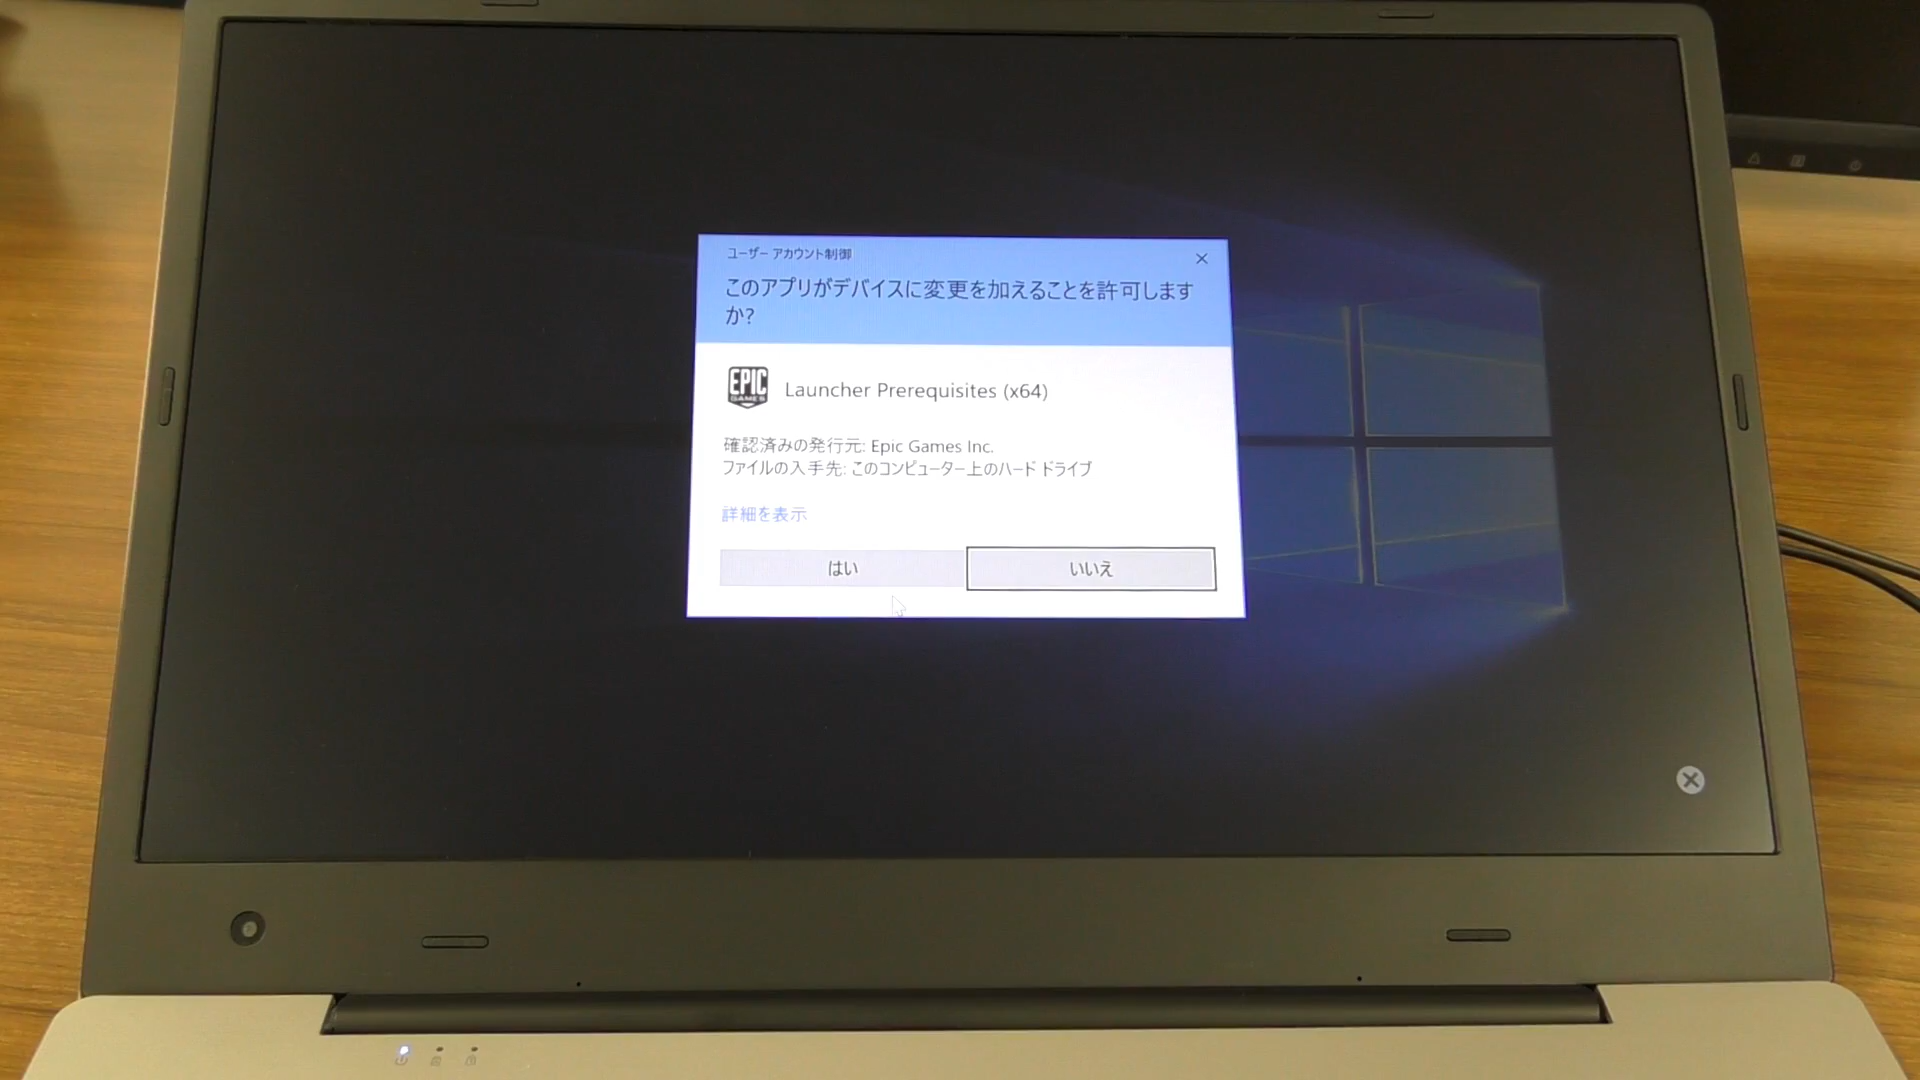 ユーザー アカウント制御
このアプリがデバイスに変更を加えることを許可します
か?
EPIC
GAMES
Launcher Prerequisites (x64)
確認済みの発行元: Epic Games Inc.
ファイルの入手先: このコンピューター上のハード ドライブ
詳細を表示
はい
いいえ